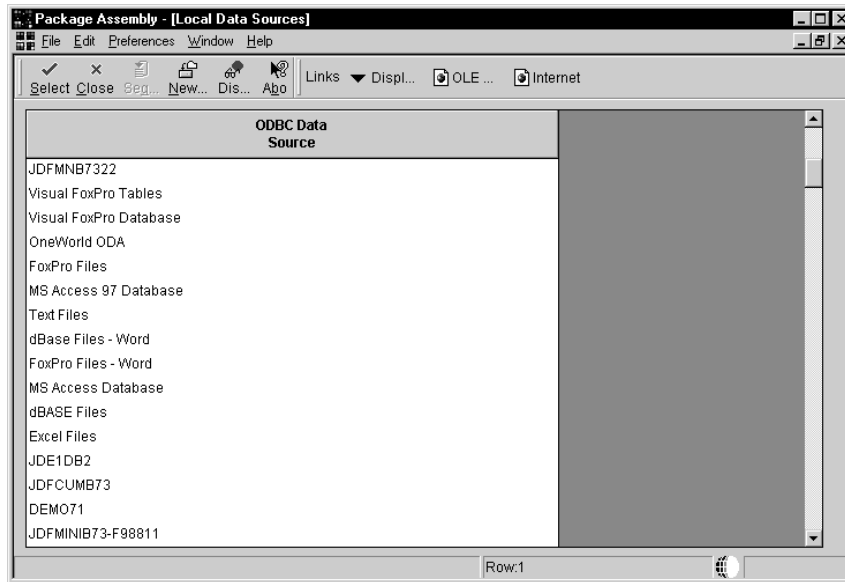 Package Assembly - [Local Data Sources]
File Edit Preferences Window Help
Select Close Seq... New... Dis... Abo Links Displ... OLE ... Internet
ODBC Data
Source
JDFMNB7322
Visual FoxPro Tables
Visual FoxPro Database
OneWorld ODA
FoxPro Files
MS Access 97 Database
Text Files
dBase Files - Word
FoxPro Files - Word
MS Access Database
dBASE Files
Excel Files
JDE1DB2
JDFCUMB73
DEMO71
JDFMINIB73-F98811
Row:1